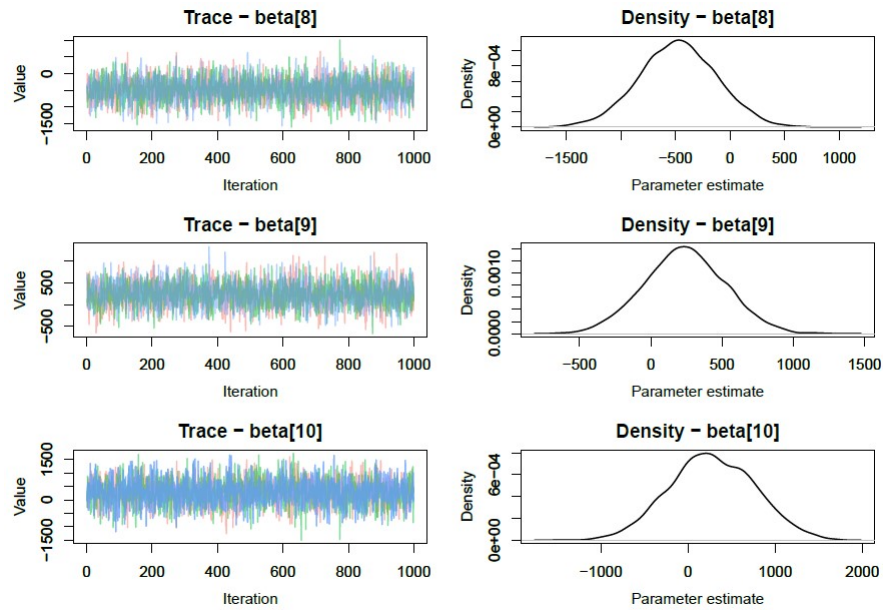 Trace − beta[8]
Value
−1500
0
0
200
400
600
800
1000
Iteration
Density − beta[8]
Density
0e+00
8e−04
−1500
−500
0
500
1000
Parameter estimate
Trace − beta[9]
Value
−500
500
0
200
400
600
800
1000
Iteration
Density − beta[9]
Density
0.0000
0.0010
−500
0
500
1000
1500
Parameter estimate
Trace − beta[10]
Value
−1500
0
1500
0
200
400
600
800
1000
Iteration
Density − beta[10]
Density
0e+00
6e−04
−1000
0
1000
2000
Parameter estimate